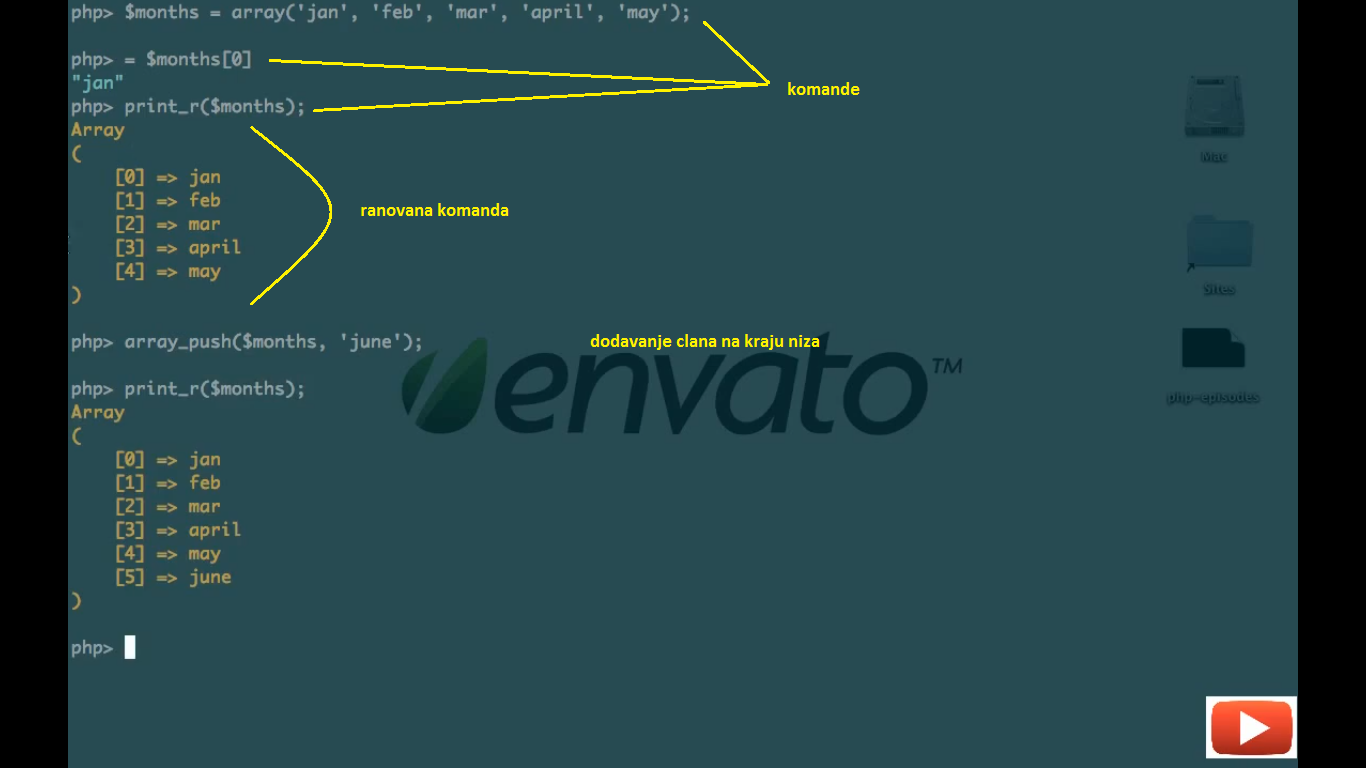 php> $months = array('jan', 'feb', 'mar', 'april', 'may');
php> = $months[0]
"jan"
php> print_r($months);
komande
Array
(
[0] => jan
[1] => feb
[2] => mar
[3] => april
[4] => may
)
ranovana komanda
php> array_push($months, 'june');
dodavanje clana na kraju niza
php> print_r($months);
Array
(
[0] => jan
[1] => feb
[2] => mar
[3] => april
[4] => may
[5] => june
)
php>
envato™
Mac
Sites
php-episodes